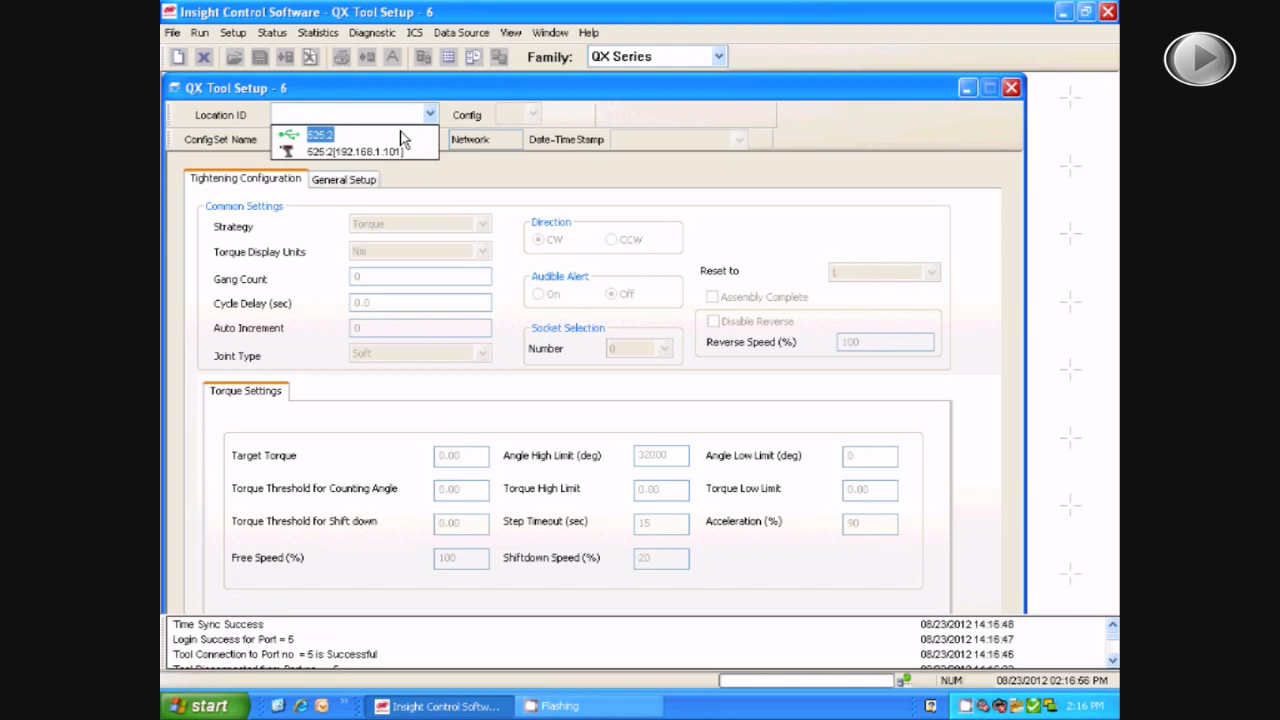 Insight Control Software - QX Tool Setup - 6
File Run Setup Status Statistics Diagnostic ICS Data Source View Window Help
Family: QX Series
QX Tool Setup - 6
Location ID Config
525:2
Config Set Name Network Date-Time Stamp
525:2[192.168.1.101]
Tightening Configuration General Setup
Common Settings
Strategy Torque
Torque Display Units Nm
Gang Count 0
Cycle Delay (sec) 0.0
Auto Increment 0
Joint Type Soft
Direction
CW CCW
Audible Alert
On Off
Socket Selection
Number 0
Reset to 1
Assembly Complete
Disable Reverse
Reverse Speed (%) 100
Torque Settings
Target Torque 0.00 Angle High Limit (deg) 32000 Angle Low Limit (deg) 0
Torque Threshold for Counting Angle 0.00 Torque High Limit 0.00 Torque Low Limit 0.00
Torque Threshold for Shift down 0.00 Step Timeout (sec) 15 Acceleration (%) 90
Free Speed (%) 100 Shiftdown Speed (%) 20
Time Sync Success 08/23/2012 14:16:48
Login Success for Port = 5 08/23/2012 14:16:47
Tool Connection to Port no = 5 is Successful 08/23/2012 14:16:46
NUM 08/23/2012 02:16:56 PM
start Insight Control Softw... Flashing 2:16 PM